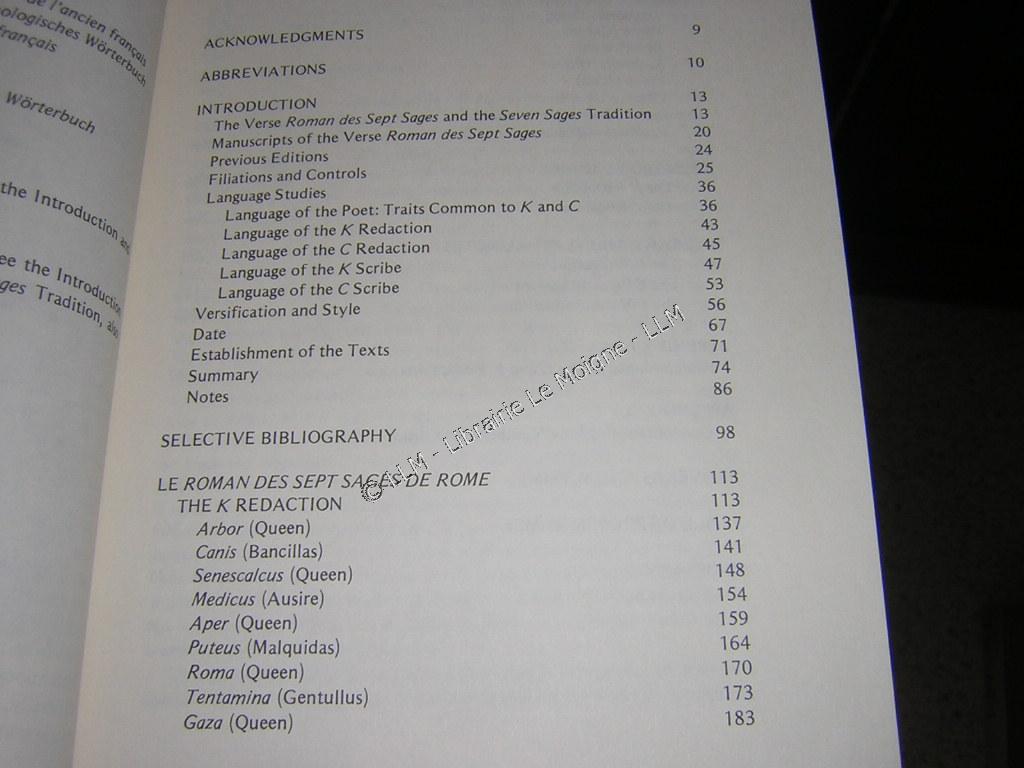 de l'ancien français
ologisches Wörterbuch
français
Wörterbuch
the Introduction and
ee the Introduction
ges Tradition, also
ACKNOWLEDGMENTS 9
ABBREVIATIONS 10
INTRODUCTION 13
The Verse Roman des Sept Sages and the Seven Sages Tradition 13
Manuscripts of the Verse Roman des Sept Sages 20
Previous Editions 24
Filiations and Controls 25
Language Studies 36
Language of the Poet: Traits Common to K and C 36
Language of the K Redaction 43
Language of the C Redaction 45
Language of the K Scribe 47
Language of the C Scribe 53
Versification and Style 56
Date 67
Establishment of the Texts 71
Summary 74
Notes 86
SELECTIVE BIBLIOGRAPHY 98
LE ROMAN DES SEPT SAGES DE ROME 113
THE K REDACTION 113
Arbor (Queen) 137
Canis (Bancillas) 141
Senescalcus (Queen) 148
Medicus (Ausire) 154
Aper (Queen) 159
Puteus (Malquidas) 164
Roma (Queen) 170
Tentamina (Gentullus) 173
Gaza (Queen) 183
© LLM - Librairie Le Moigne - LLM